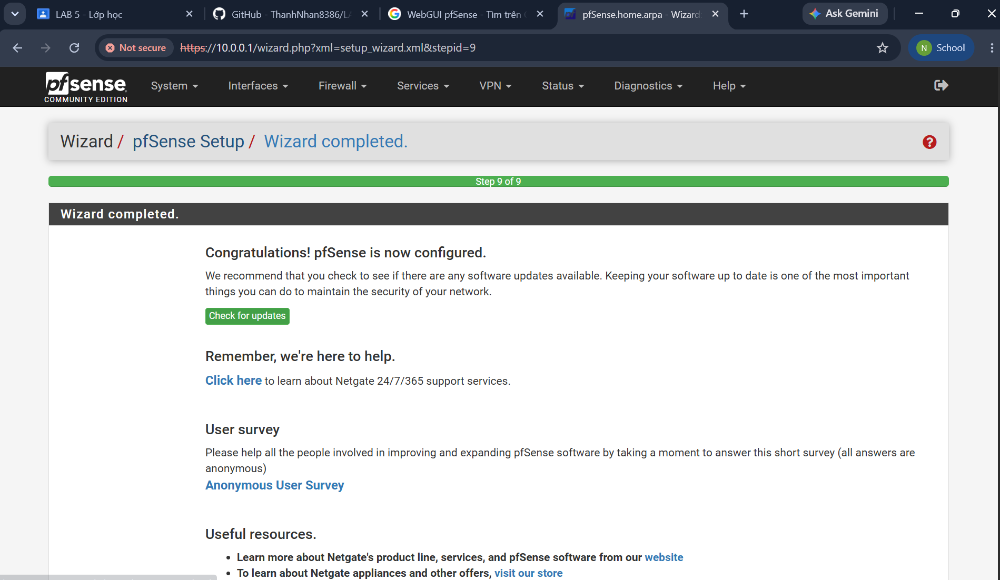 LAB 5 - Lớp học
GitHub - ThanhNhan8386/LA
WebGUI pfSense - Tìm trên
pfSense.home.arpa - Wizard:
Ask Gemini
Not secure
https://10.0.0.1/wizard.php?xml=setup_wizard.xml&stepid=9
N
School
pfsense
COMMUNITY EDITION
System
Interfaces
Firewall
Services
VPN
Status
Diagnostics
Help
Wizard / pfSense Setup / Wizard completed.
Step 9 of 9
Wizard completed.
Congratulations! pfSense is now configured.
We recommend that you check to see if there are any software updates available. Keeping your software up to date is one of the most important
things you can do to maintain the security of your network.
Check for updates
Remember, we're here to help.
Click here to learn about Netgate 24/7/365 support services.
User survey
Please help all the people involved in improving and expanding pfSense software by taking a moment to answer this short survey (all answers are
anonymous)
Anonymous User Survey
Useful resources.
• Learn more about Netgate's product line, services, and pfSense software from our website
• To learn about Netgate appliances and other offers, visit our store